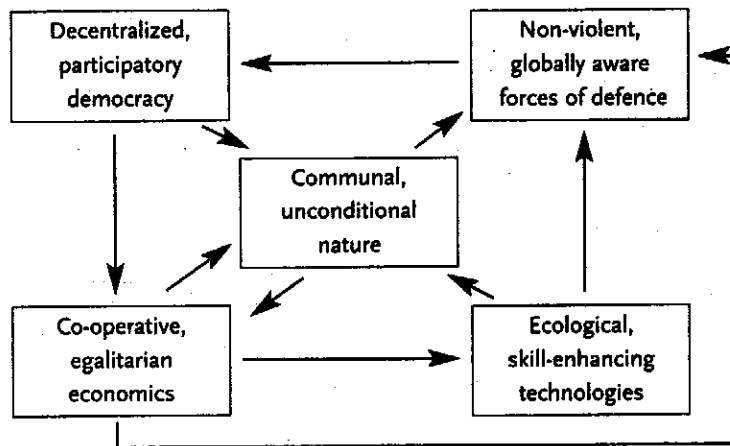 Decentralized,
participatory
democracy
Non-violent,
globally aware
forces of defence
Communal,
unconditional
nature
Co-operative,
egalitarian
economics
Ecological,
skill-enhancing
technologies